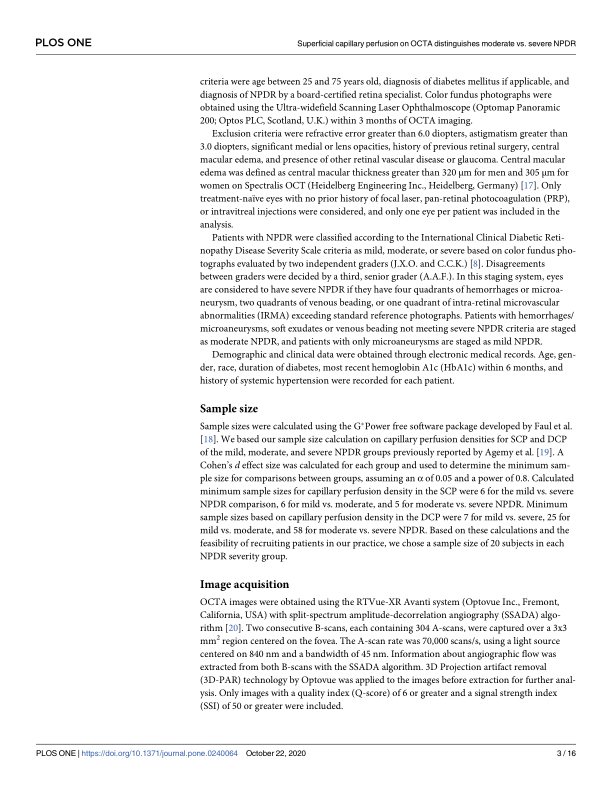 PLOS ONE
Superficial capillary perfusion on OCTA distinguishes moderate vs. severe NPDR
criteria were age between 25 and 75 years old, diagnosis of diabetes mellitus if applicable, and
diagnosis of NPDR by a board-certified retina specialist. Color fundus photographs were
obtained using the Ultra-widefield Scanning Laser Ophthalmoscope (Optomap Panoramic
200; Optos PLC, Scotland, U.K.) within 3 months of OCTA imaging.
Exclusion criteria were refractive error greater than 6.0 diopters, astigmatism greater than
3.0 diopters, significant medial or lens opacities, history of previous retinal surgery, central
macular edema, and presence of other retinal vascular disease or glaucoma. Central macular
edema was defined as central macular thickness greater than 320 μm for men and 305 μm for
women on Spectralis OCT (Heidelberg Engineering Inc., Heidelberg, Germany) [17]. Only
treatment-naïve eyes with no prior history of focal laser, pan-retinal photocoagulation (PRP),
or intravitreal injections were considered, and only one eye per patient was included in the
analysis.
Patients with NPDR were classified according to the International Clinical Diabetic Reti-
nopathy Disease Severity Scale criteria as mild, moderate, or severe based on color fundus pho-
tographs evaluated by two independent graders (J.X.O. and C.C.K.) [8]. Disagreements
between graders were decided by a third, senior grader (A.A.F.). In this staging system, eyes
are considered to have severe NPDR if they have four quadrants of hemorrhages or microa-
neurysm, two quadrants of venous beading, or one quadrant of intra-retinal microvascular
abnormalities (IRMA) exceeding standard reference photographs. Patients with hemorrhages/
microaneurysms, soft exudates or venous beading not meeting severe NPDR criteria are staged
as moderate NPDR, and patients with only microaneurysms are staged as mild NPDR.
Demographic and clinical data were obtained through electronic medical records. Age, gen-
der, race, duration of diabetes, most recent hemoglobin A1c (HbA1c) within 6 months, and
history of systemic hypertension were recorded for each patient.
Sample size
Sample sizes were calculated using the G*Power free software package developed by Faul et al.
[18]. We based our sample size calculation on capillary perfusion densities for SCP and DCP
of the mild, moderate, and severe NPDR groups previously reported by Agemy et al. [19]. A
Cohen's d effect size was calculated for each group and used to determine the minimum sam-
ple size for comparisons between groups, assuming an α of 0.05 and a power of 0.8. Calculated
minimum sample sizes for capillary perfusion density in the SCP were 6 for the mild vs. severe
NPDR comparison, 6 for mild vs. moderate, and 5 for moderate vs. severe NPDR. Minimum
sample sizes based on capillary perfusion density in the DCP were 7 for mild vs. severe, 25 for
mild vs. moderate, and 58 for moderate vs. severe NPDR. Based on these calculations and the
feasibility of recruiting patients in our practice, we chose a sample size of 20 subjects in each
NPDR severity group.
Image acquisition
OCTA images were obtained using the RTVue-XR Avanti system (Optovue Inc., Fremont,
California, USA) with split-spectrum amplitude-decorrelation angiography (SSADA) algo-
rithm [20]. Two consecutive B-scans, each containing 304 A-scans, were captured over a 3x3
mm² region centered on the fovea. The A-scan rate was 70,000 scans/s, using a light source
centered on 840 nm and a bandwidth of 45 nm. Information about angiographic flow was
extracted from both B-scans with the SSADA algorithm. 3D Projection artifact removal
(3D-PAR) technology by Optovue was applied to the images before extraction for further anal-
ysis. Only images with a quality index (Q-score) of 6 or greater and a signal strength index
(SSI) of 50 or greater were included.
PLOS ONE | https://doi.org/10.1371/journal.pone.0240064 October 22, 2020
3 / 16